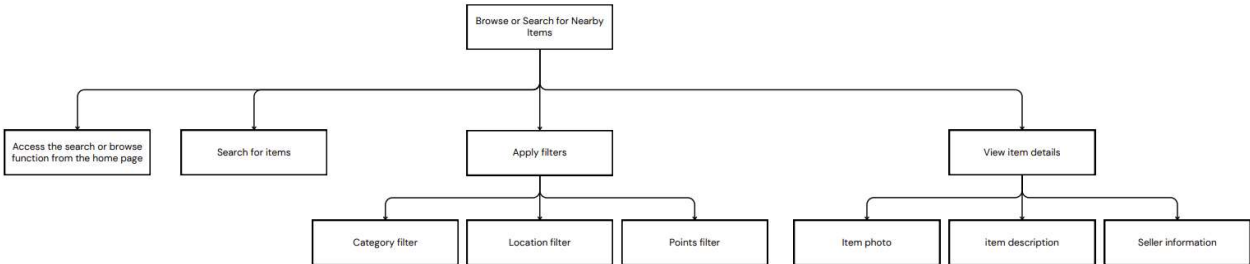 Browse or Search for Nearby
Items
Access the search or browse
function from the home page
Search for items
Apply filters
View item details
Category filter
Location filter
Points filter
Item photo
item description
Seller information